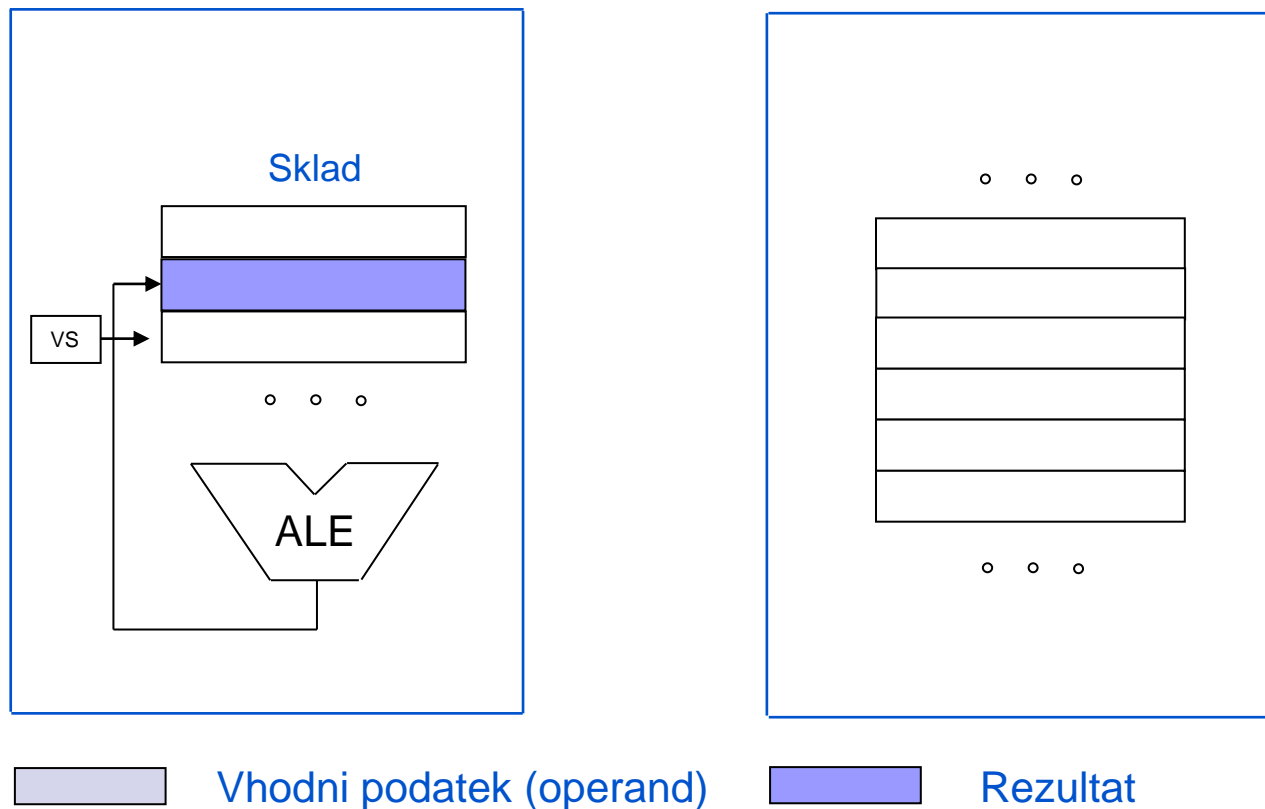 Sklad
VS
ALE
Vhodni podatek (operand)
Rezultat